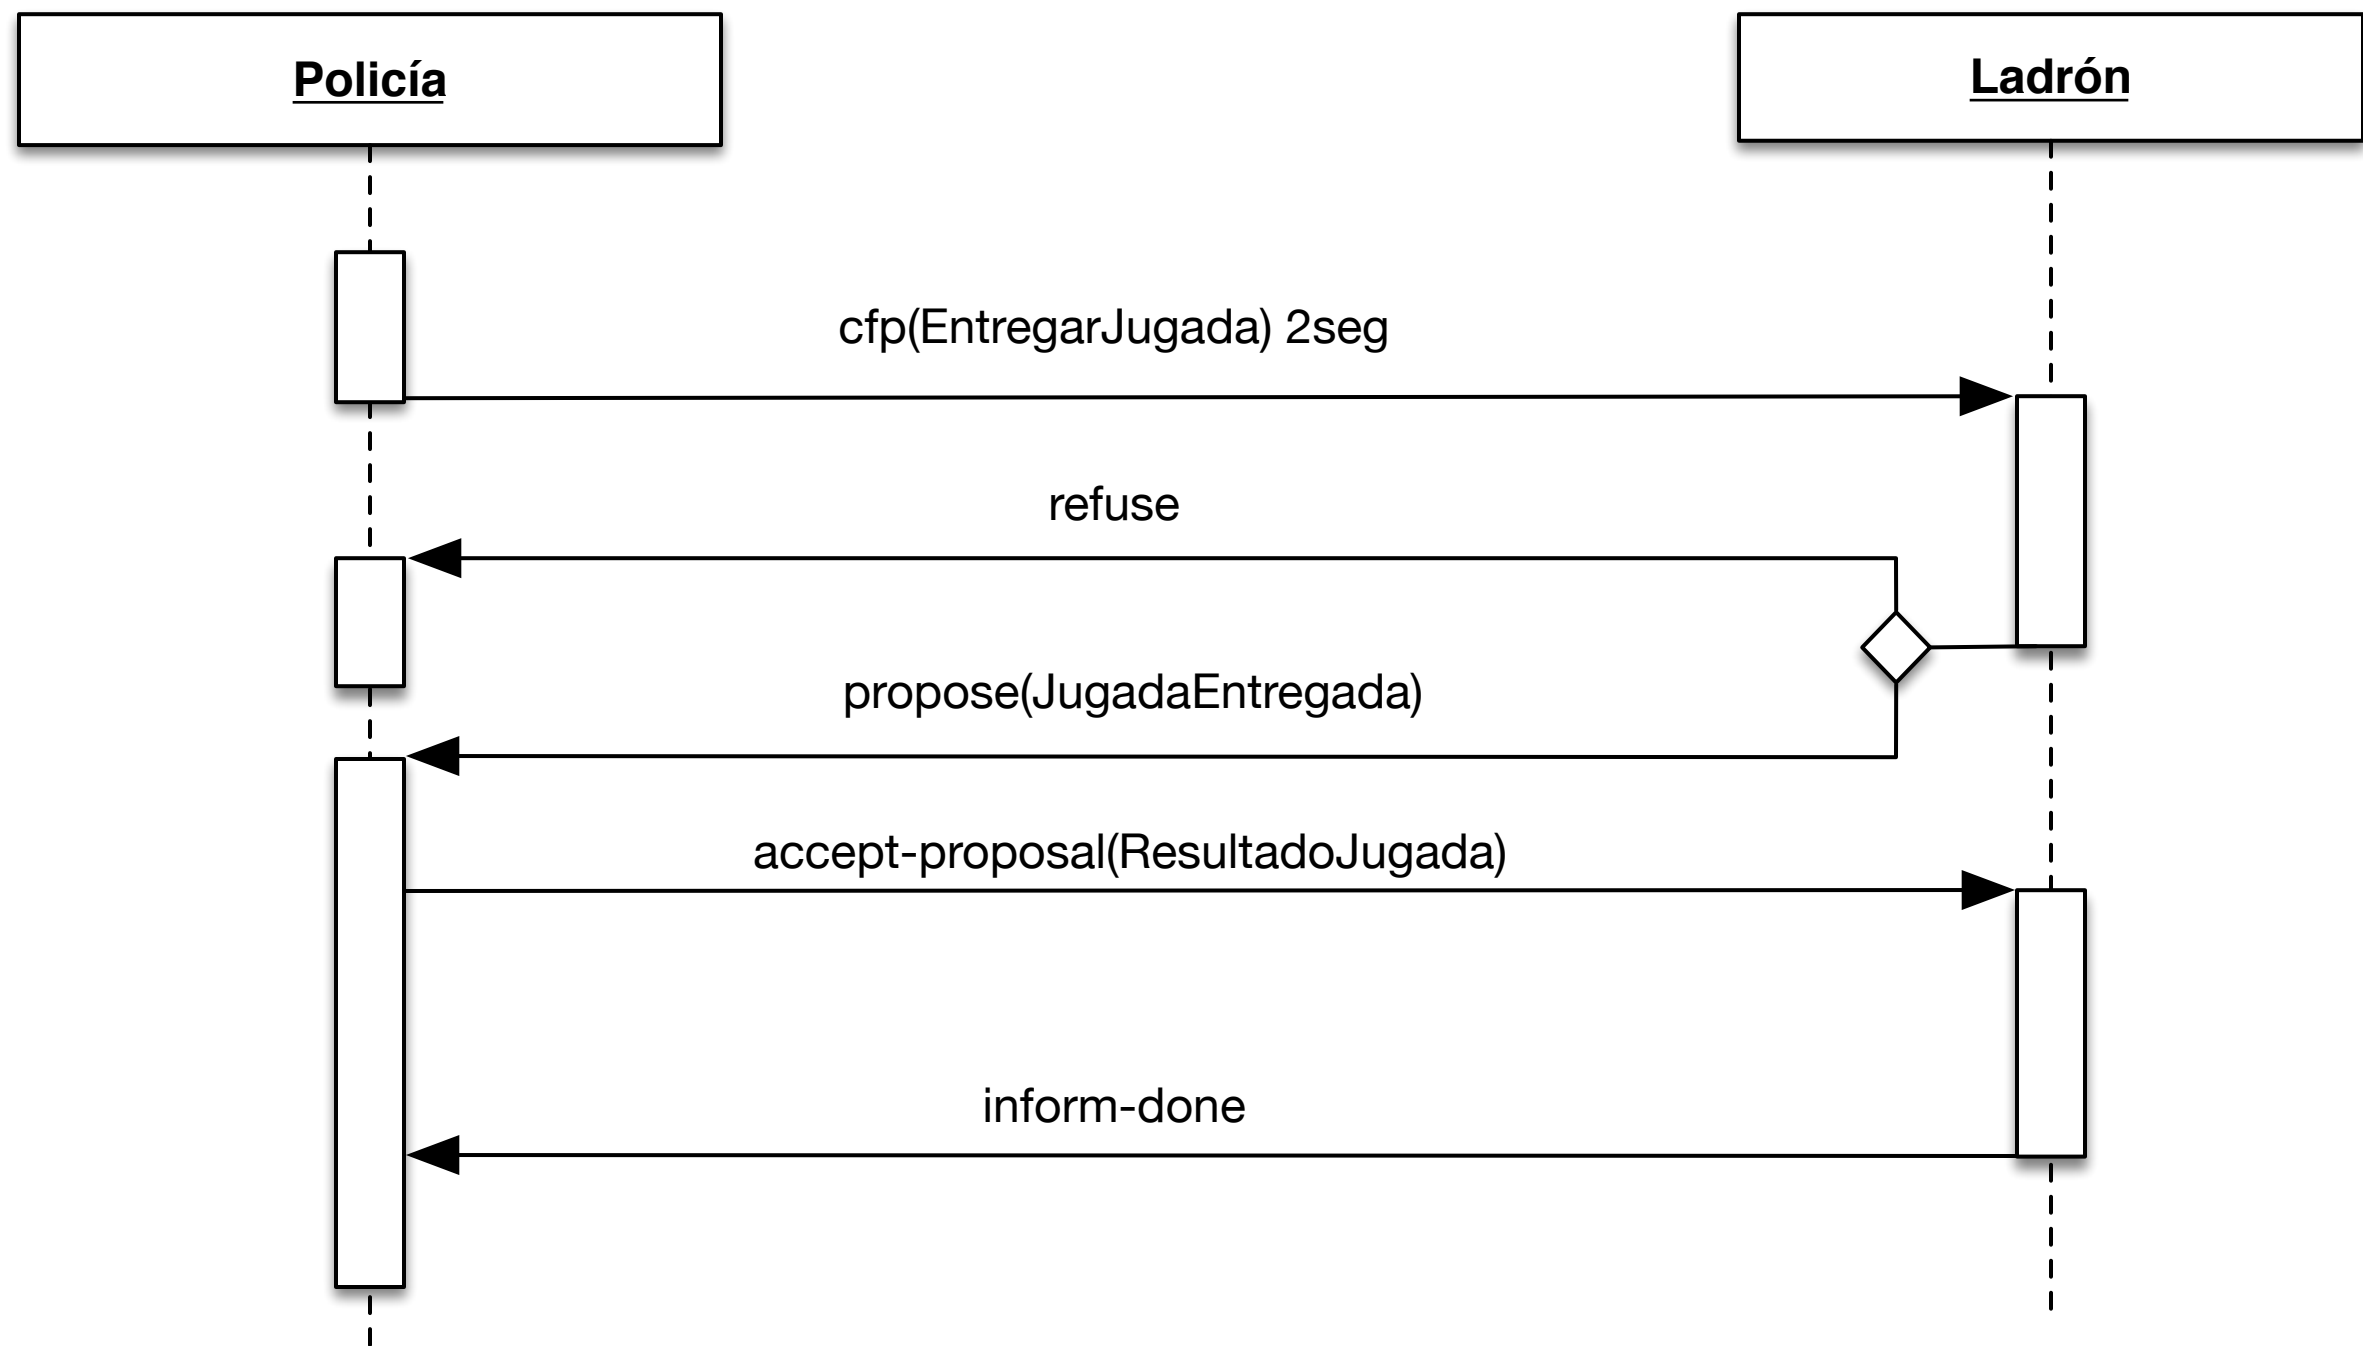 Policía
Ladrón
cfp(EntregarJugada) 2seg
refuse
propose(JugadaEntregada)
accept-proposal(ResultadoJugada)
inform-done